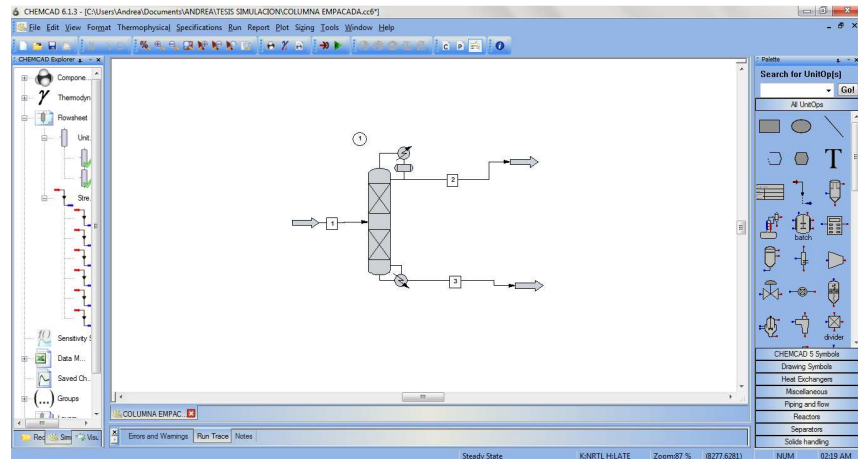 CHEMCAD 6.1.3 - [C:\Users\Andrea\Documents\ANDREA\TESIS SIMULACION\COLUMNA EMPACADA.cc6*]
File Edit View Format Thermophysical Specifications Run Report Plot Sizing Tools Window Help
CHEMCAD Explorer
Compone...
Thermodyn
Flowsheet
Unit
Stre.
Sensitivity
Data M...
Saved Ch.
Groups
Sim
Visu
1
1
2
3
COLUMNA EMPAC...
Errors and Warnings Run Trace Notes
Palette
Search for UnitOp(s)
Go!
All UnitOps
T
batch
divider
CHEMCAD 5 Symbols
Drawing Symbols
Heat Exchangers
Miscellaneous
Piping and flow
Reactors
Separators
Solids handling
Steady State K:NRTL H:LATE Zoom:87 % (8277.6281) NUM 02:19 AM